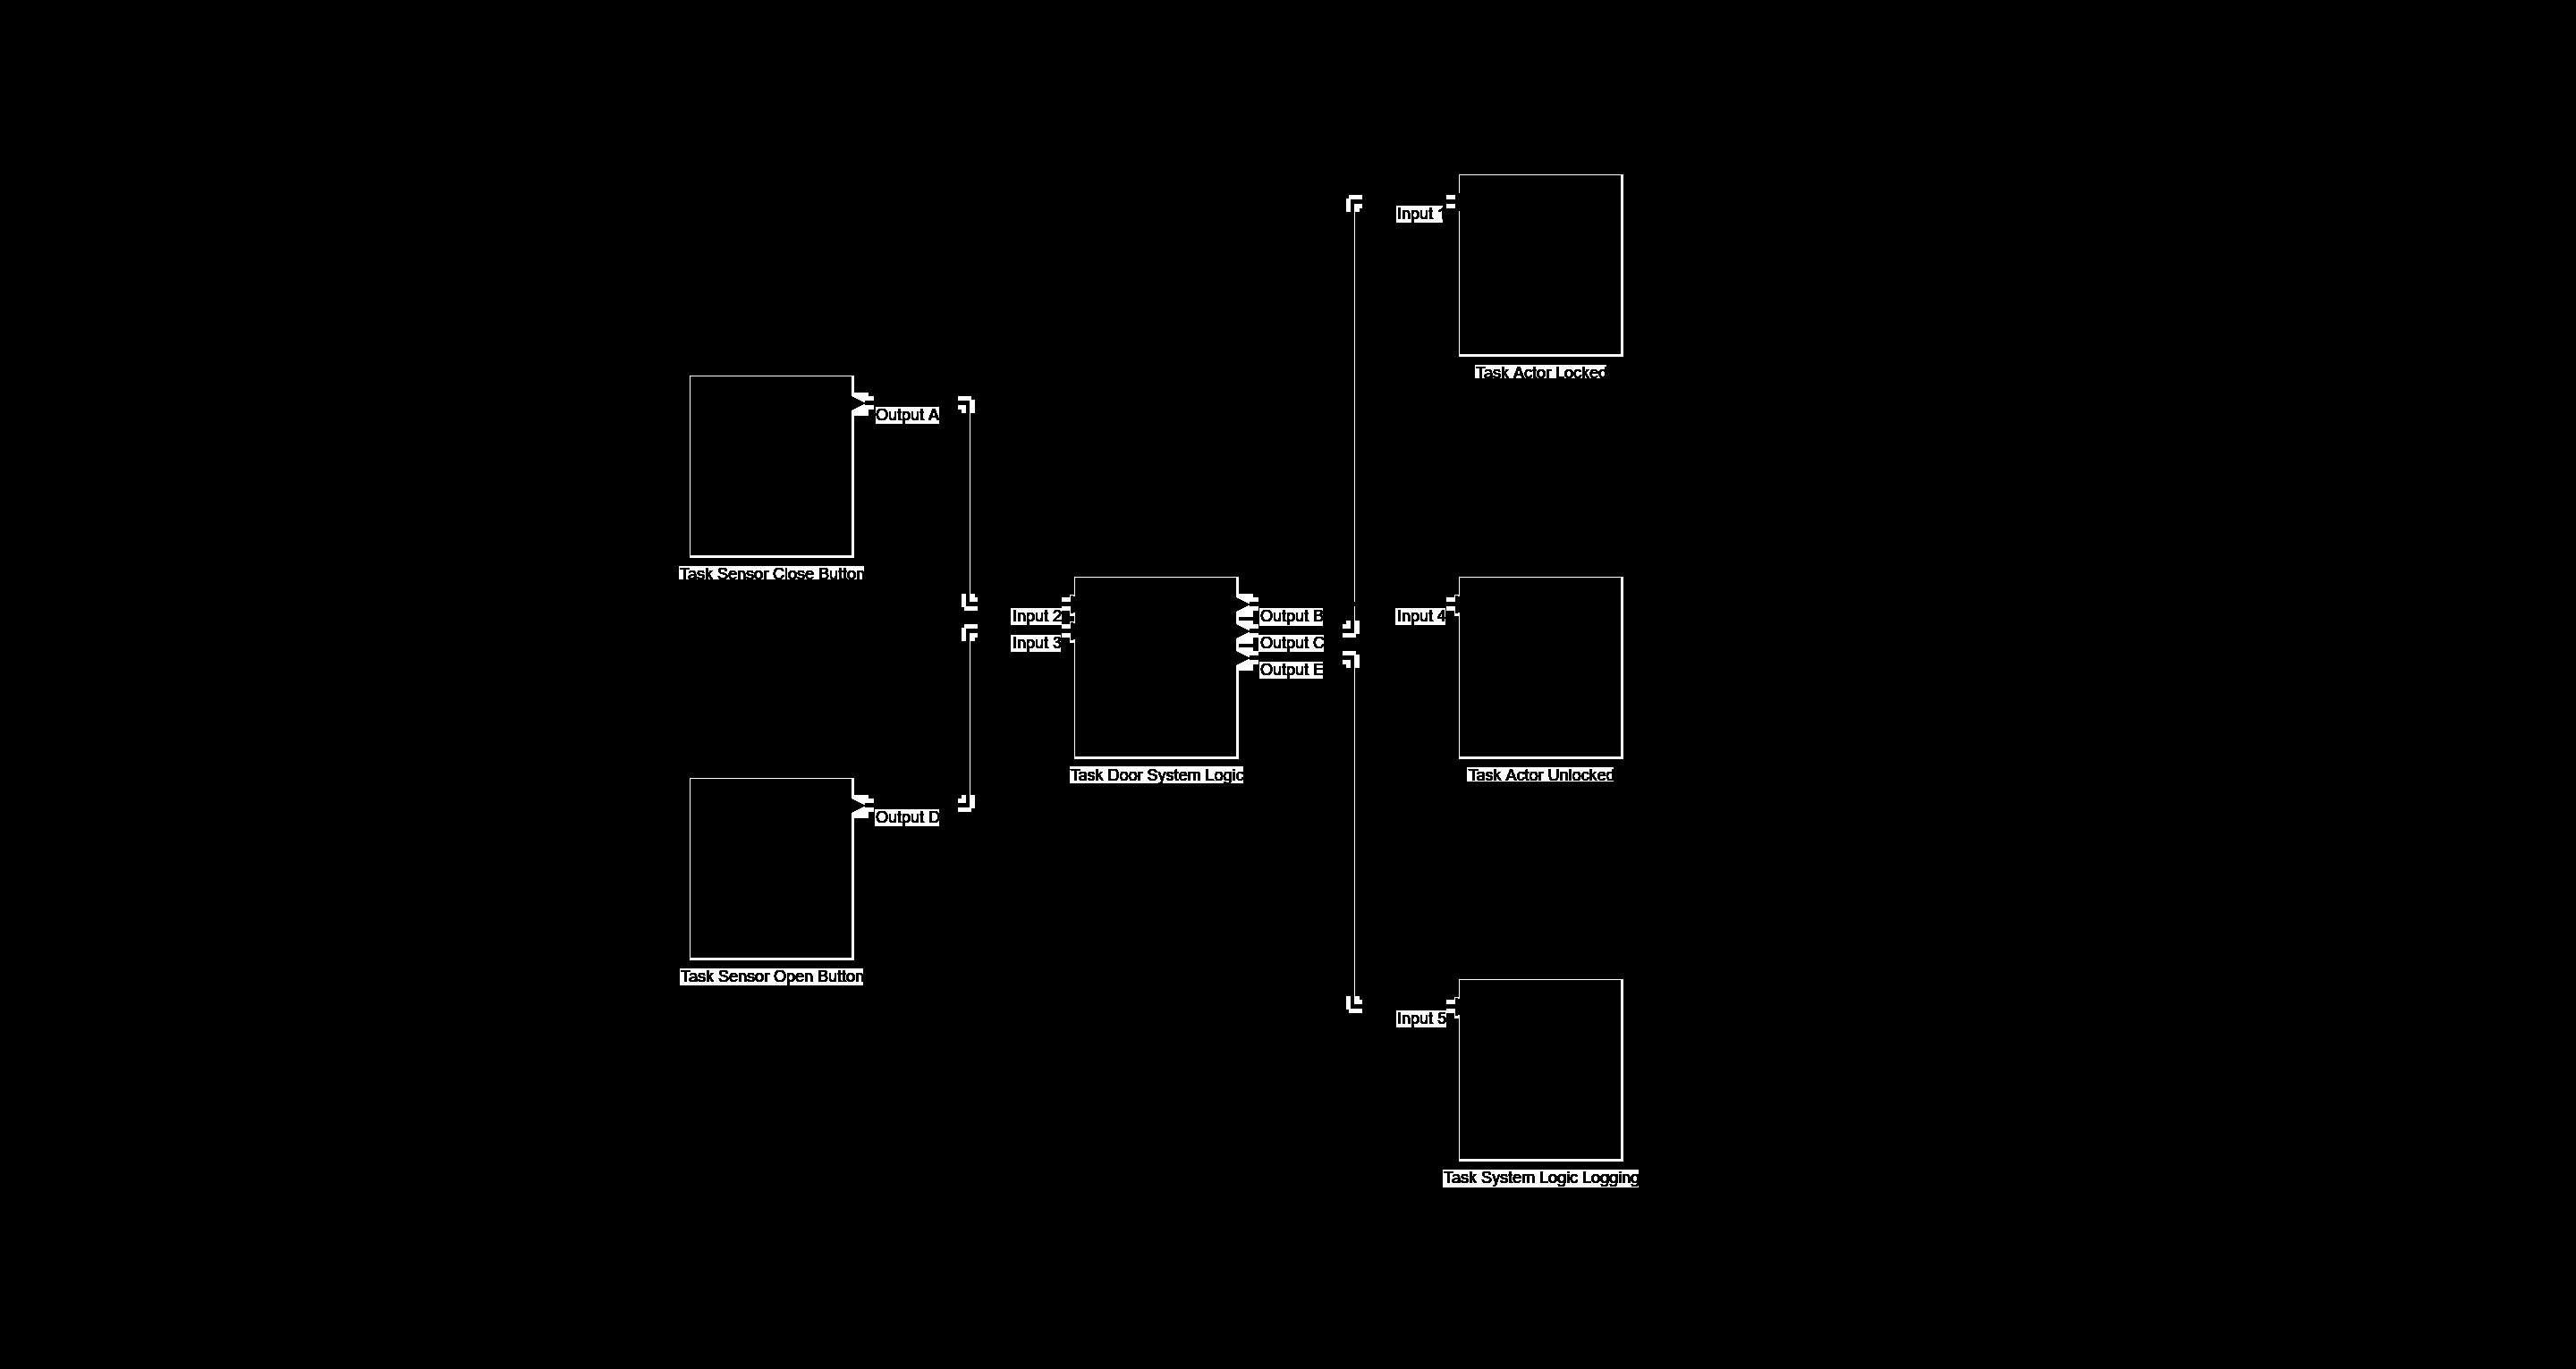 Input 1
Task Actor Locked
Output A
Task Sensor Close Button
Input 2
Input 3
Output B
Output C
Output E
Task Door System Logic
Input 4
Task Actor Unlocked
Output D
Task Sensor Open Button
Input 5
Task System Logic Logging